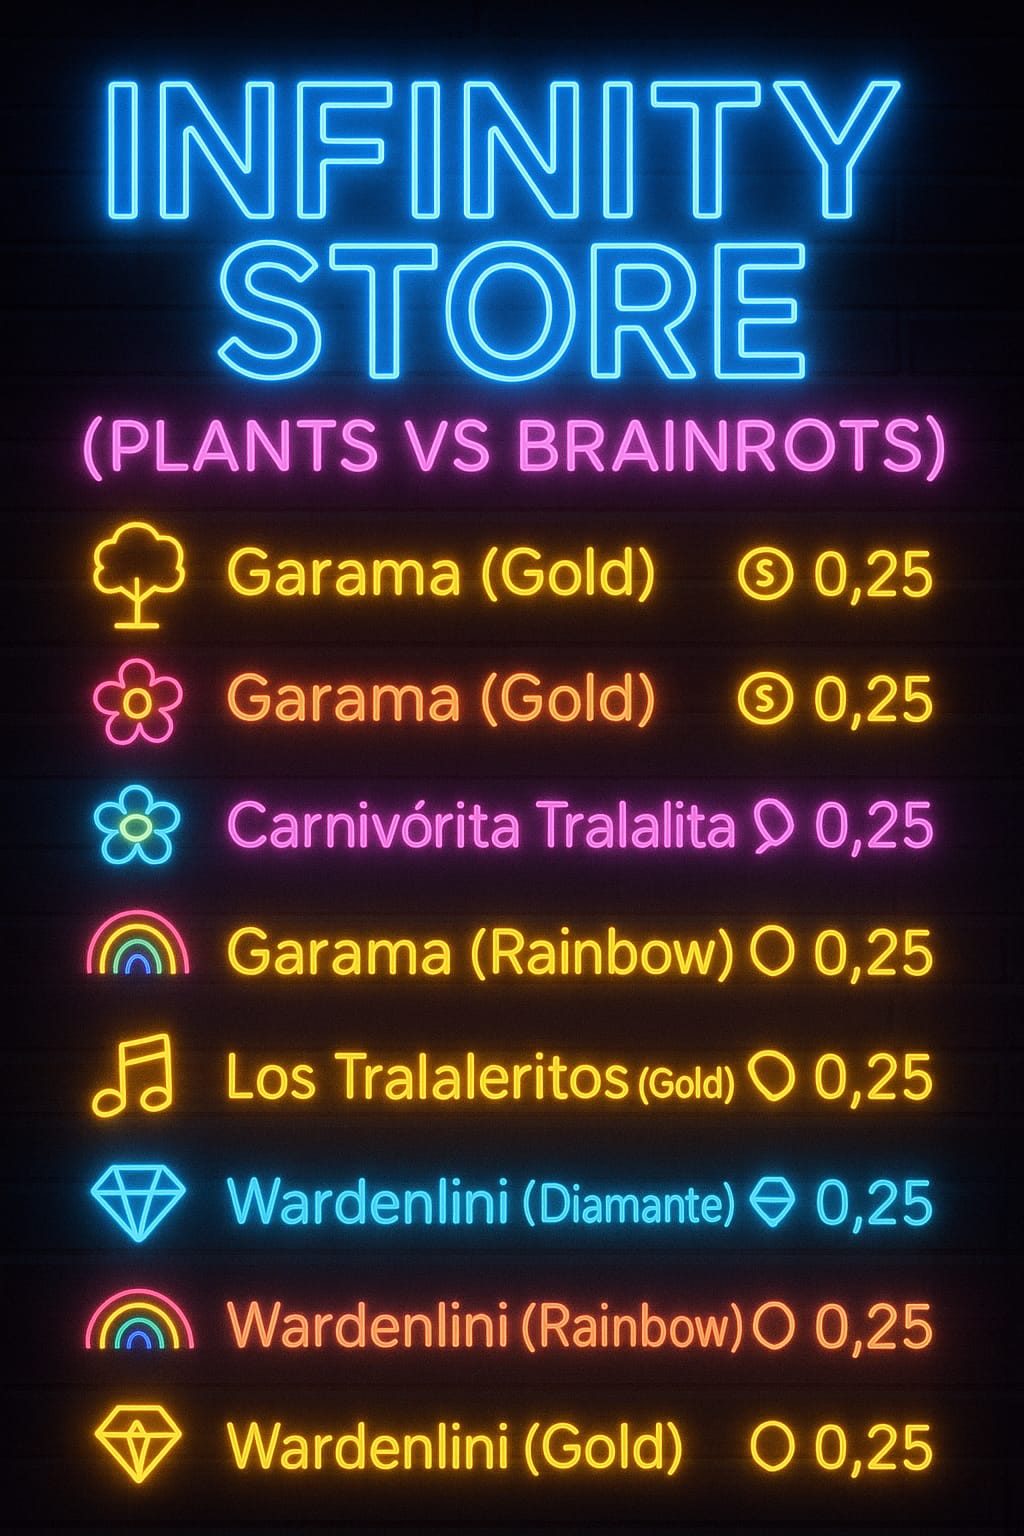 INFINITY
STORE
(PLANTS VS BRAINROTS)
Garama (Gold) S 0,25
Garama (Gold) S 0,25
Carnivórita Tralalita 0,25
Garama (Rainbow) 0,25
Los Tralaleritos (Gold) 0,25
Wardenlini (Diamante) 0,25
Wardenlini (Rainbow) 0,25
Wardenlini (Gold) 0,25